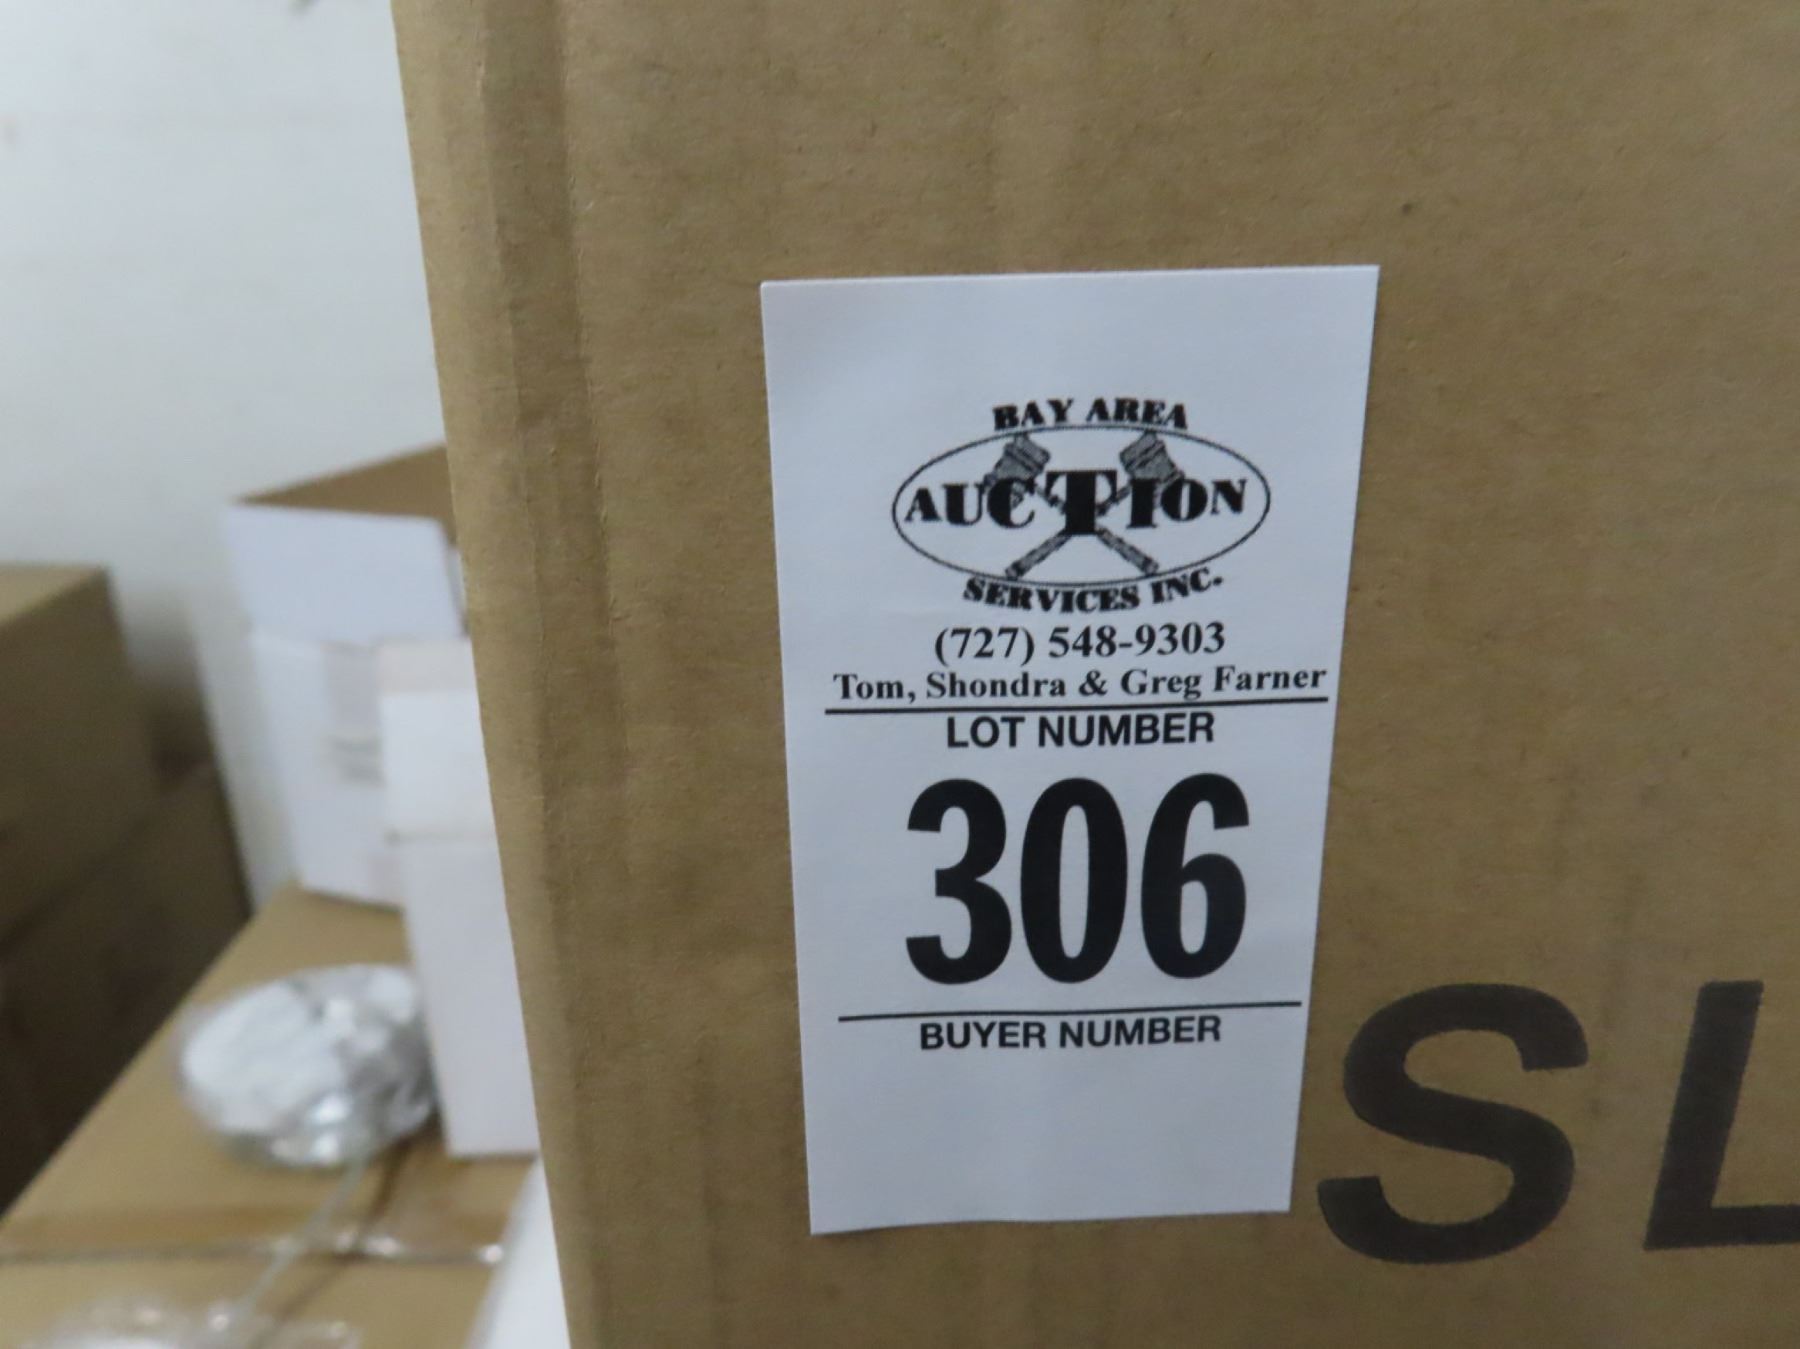 BAY AREA
AUCTION
SERVICES INC.
(727) 548-9303
Tom, Shondra & Greg Farner
LOT NUMBER
306
BUYER NUMBER
SL